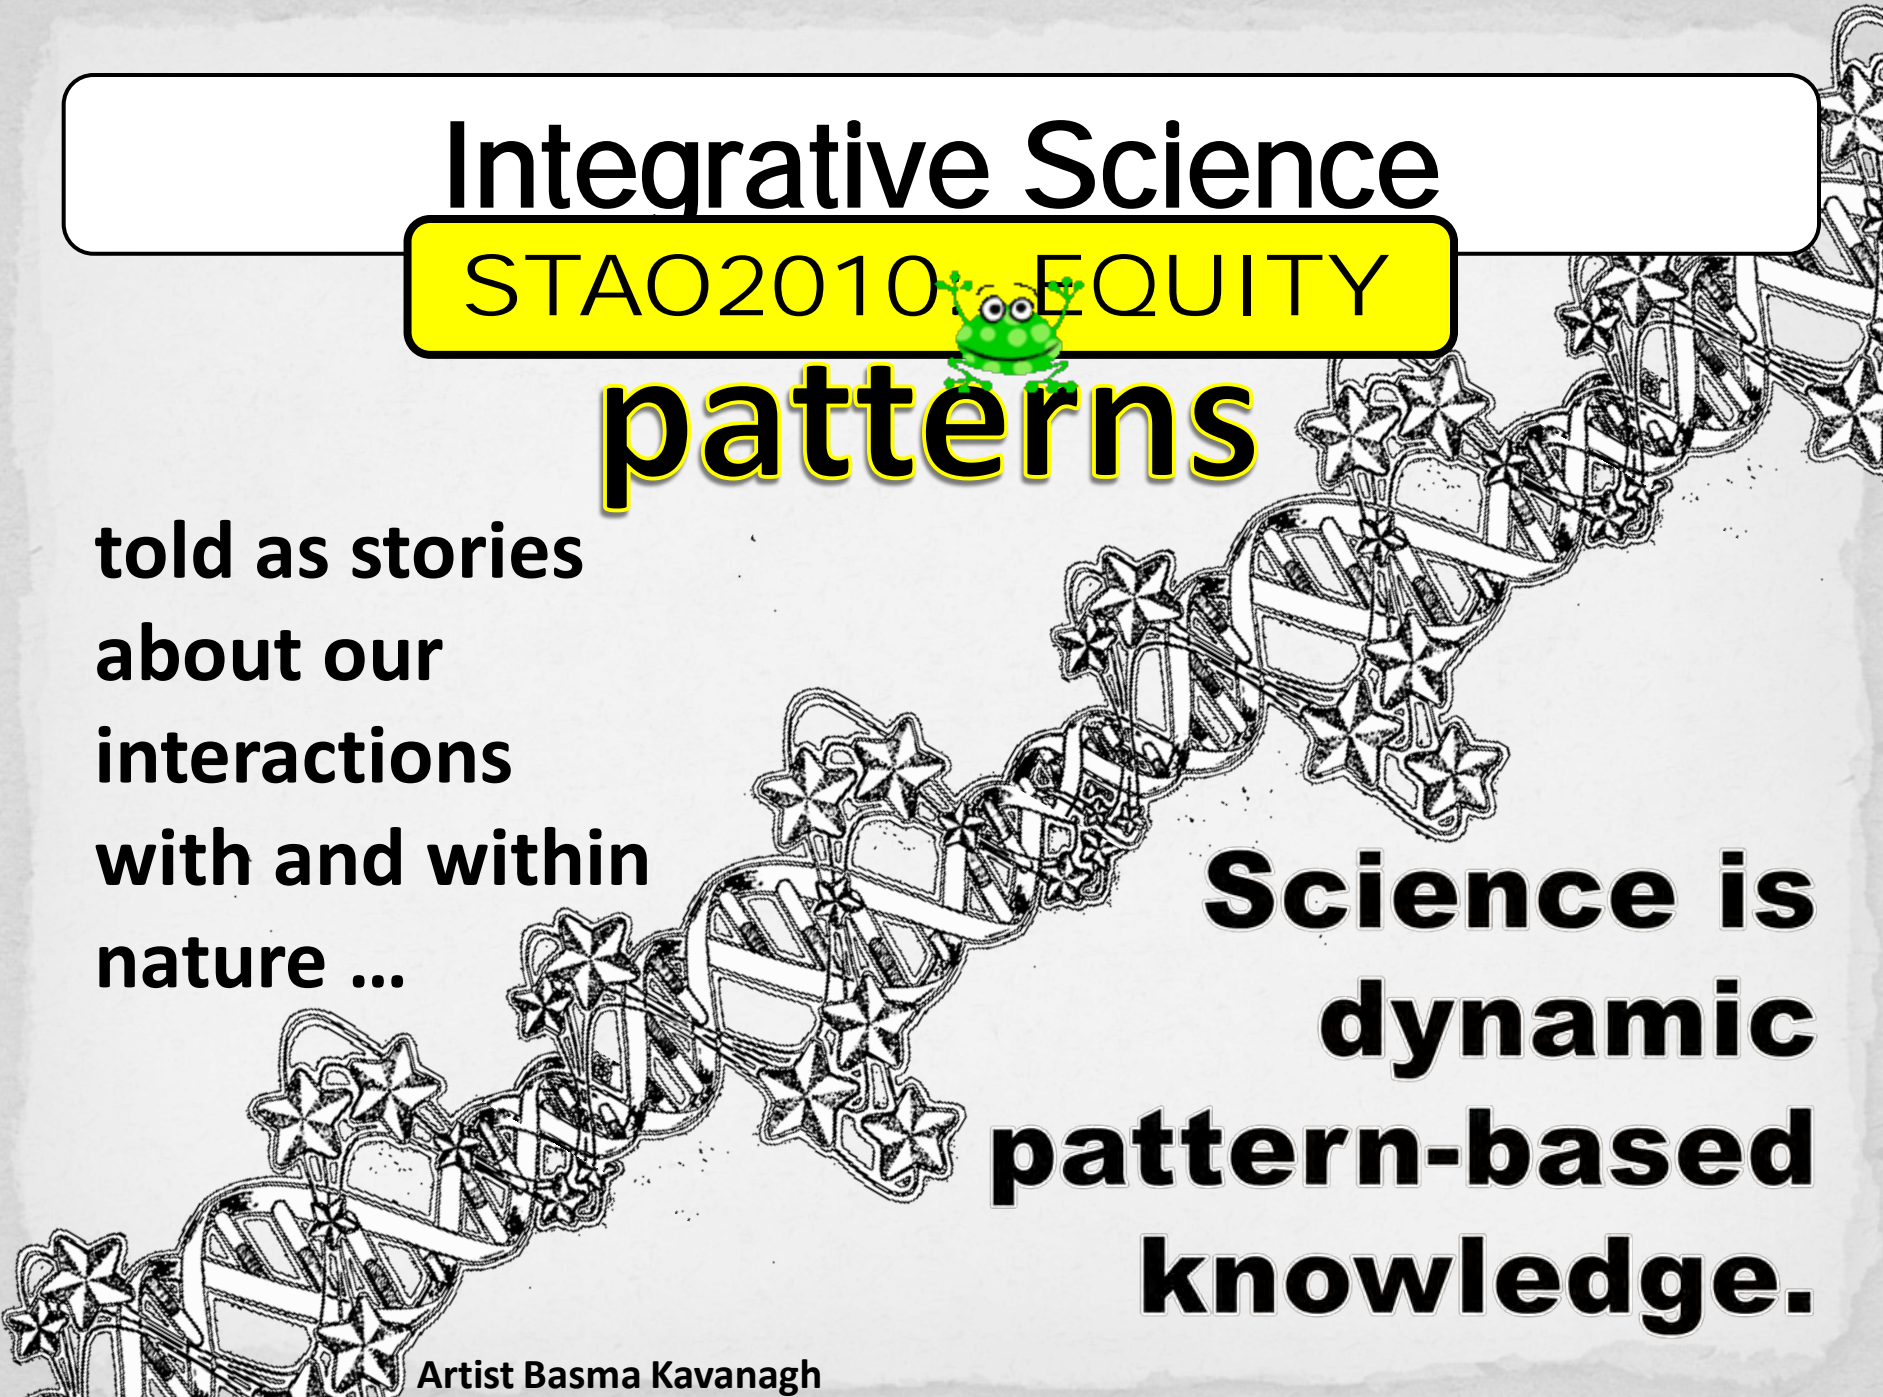 Integrative Science
STAO2010: EQUITY
patterns
told as stories
about our
interactions
with and within
nature ...
Science is
dynamic
pattern-based
knowledge.
Artist Basma Kavanagh